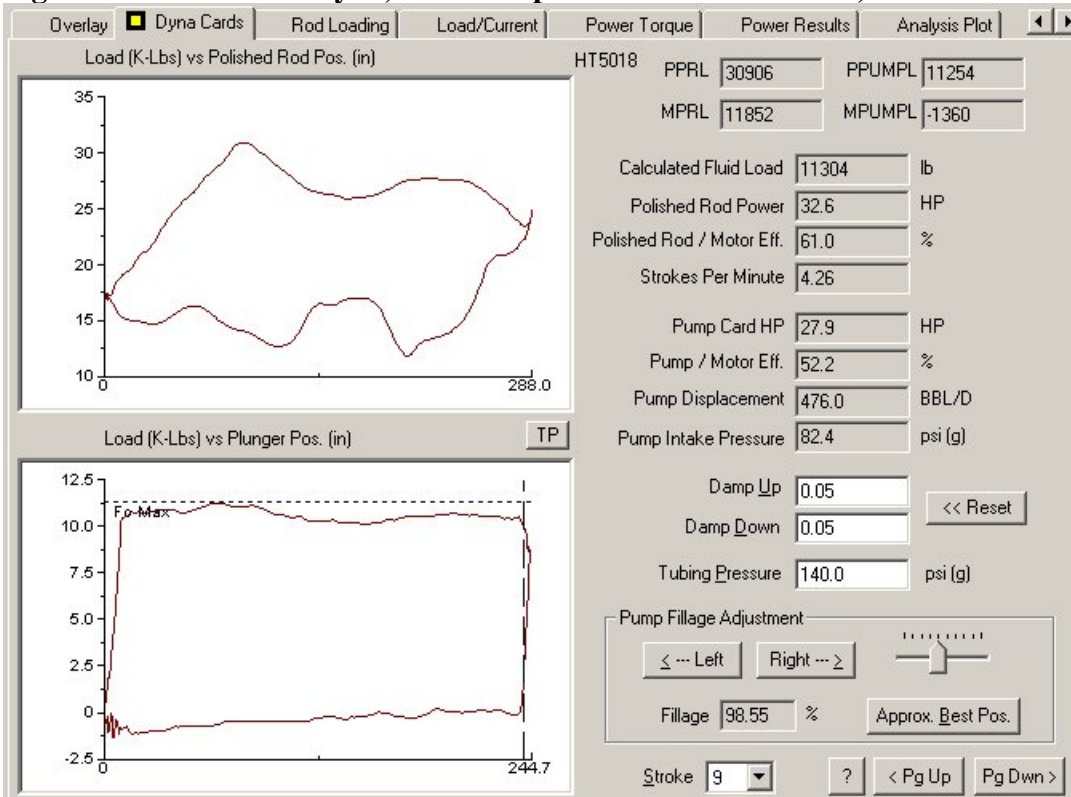 Overlay Dyna Cards Rod Loading Load/Current Power Torque Power Results Analysis Plot
Load (K-Lbs) vs Polished Rod Pos. (in)
35
30
25
20
15
10
0 288.0
Load (K-Lbs) vs Plunger Pos. (in) TP
12.5
Fo Max
10.0
7.5
5.0
2.5
0
-2.5
0 244.7
HT5018 PPRL 30906 PPUMPL 11254
MPRL 11852 MPUMPL -1360
Calculated Fluid Load 11304 lb
Polished Rod Power 32.6 HP
Polished Rod / Motor Eff. 61.0 %
Strokes Per Minute 4.26
Pump Card HP 27.9 HP
Pump / Motor Eff. 52.2 %
Pump Displacement 476.0 BBL/D
Pump Intake Pressure 82.4 psi (g)
Damp Up 0.05
<< Reset
Damp Down 0.05
Tubing Pressure 140.0 psi (g)
Pump Fillage Adjustment
< --- Left Right --- >
Fillage 98.55 % Approx. Best Pos.
Stroke 9 ? < Pg Up Pg Dwn >